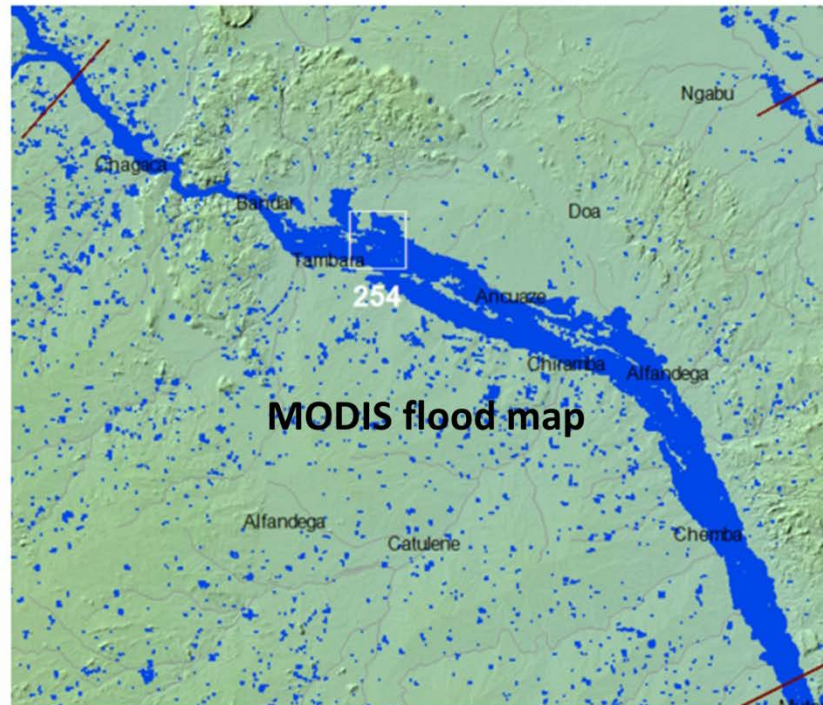 Ngabu
Chagaca
Bandar
Doa
Tambara
254
Ancuaze
Chiramba
Alfandega
MODIS flood map
Alfandega
Catulene
Chemba